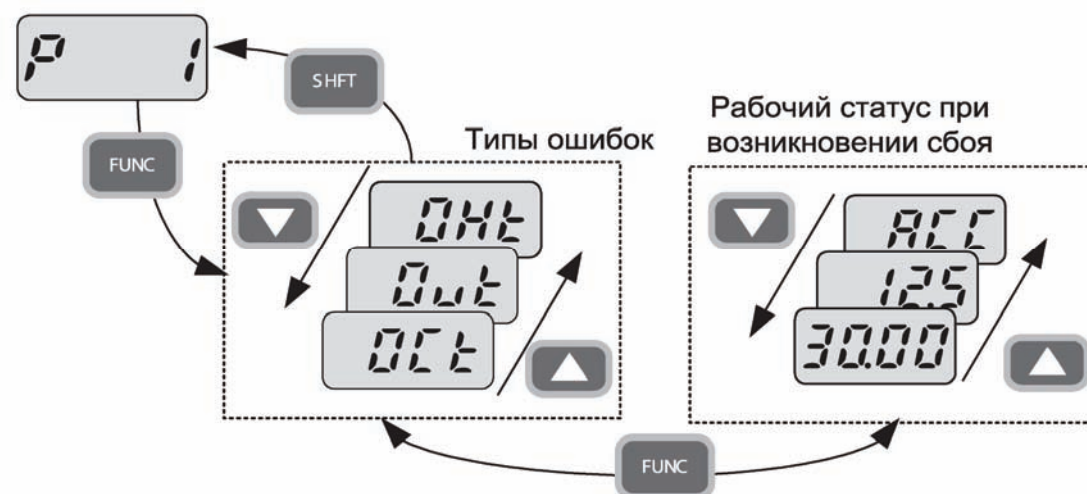 P 1
SHFT
FUNC
Типы ошибок
Рабочий статус при
возникновении сбоя
OHt
Out
OCt
ACC
12.5
30.00
FUNC